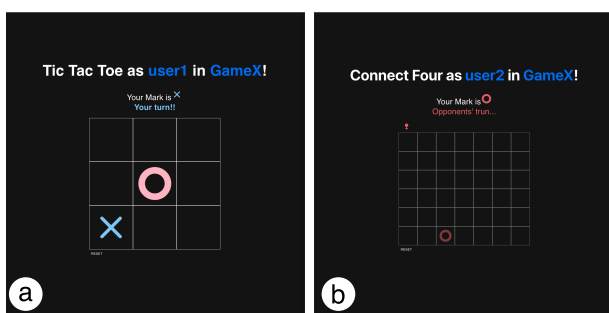 Tic Tac Toe as user1 in GameX!
Your Mark is
Your turn!!
RESET
a
Connect Four as user2 in GameX!
Your Mark is
Opponents' trun...
RESET
b